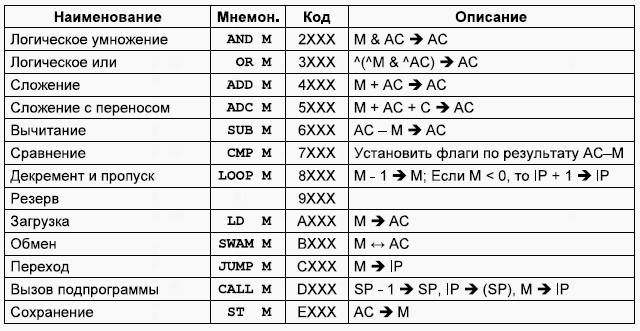 Наименование Мнемон. Код Описание
Логическое умножение AND M 2XXX M & AC ➔ AC
Логическое или OR M 3XXX ^(^M & ^AC) ➔ AC
Сложение ADD M 4XXX M + AC ➔ AC
Сложение с переносом ADC M 5XXX M + AC + C ➔ AC
Вычитание SUB M 6XXX AC – M ➔ AC
Сравнение CMP M 7XXX Установить флаги по результату AC–M
Декремент и пропуск LOOP M 8XXX M - 1 ➔ M; Если M < 0, то IP + 1 ➔ IP
Резерв 9XXX
Загрузка LD M AXXX M ➔ AC
Обмен SWAM M BXXX M ↔ AC
Переход JUMP M CXXX M ➔ IP
Вызов подпрограммы CALL M DXXX SP - 1 ➔ SP, IP ➔ (SP), M ➔ IP
Сохранение ST M EXXX AC ➔ M